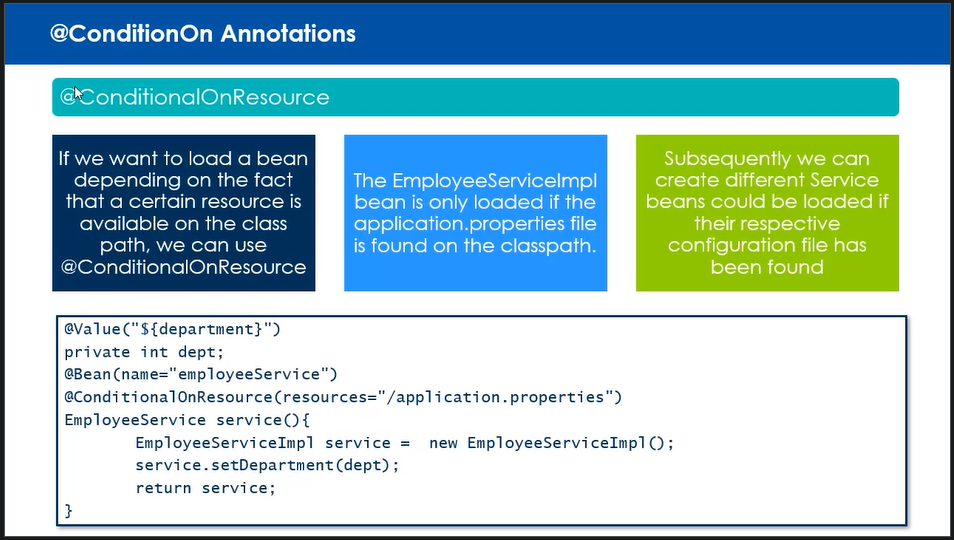 @ConditionOn Annotations
@ConditionalOnResource
If we want to load a bean
depending on the fact
that a certain resource is
available on the class
path, we can use
@ConditionalOnResource
The EmployeeServiceImpl
bean is only loaded if the
application.properties file
is found on the classpath.
Subsequently we can
create different Service
beans could be loaded if
their respective
configuration file has
been found
@Value("${department}")
private int dept;
@Bean(name="employeeService")
@ConditionalOnResource(resources="/application.properties")
EmployeeService service(){
EmployeeServiceImpl service =  new EmployeeServiceImpl();
service.setDepartment(dept);
return service;
}